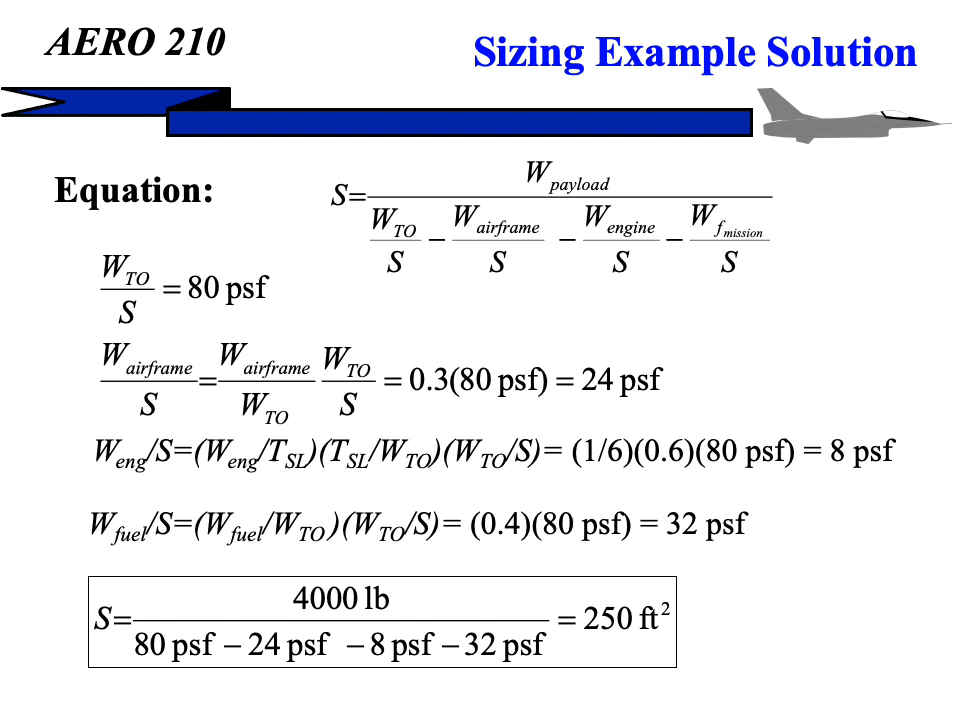 AERO 210
Sizing Example Solution
Equation:
S = W_payload / (W_TO/S − W_airframe/S − W_engine/S − W_f_mission/S)
W_TO/S = 80 psf
W_airframe/S = W_airframe/W_TO W_TO/S = 0.3(80 psf) = 24 psf
W_eng/S=(W_eng/T_SL)(T_SL/W_TO)(W_TO/S)= (1/6)(0.6)(80 psf) = 8 psf
W_fuel/S=(W_fuel/W_TO)(W_TO/S)= (0.4)(80 psf) = 32 psf
S = 4000 lb / (80 psf − 24 psf − 8 psf − 32 psf) = 250 ft²